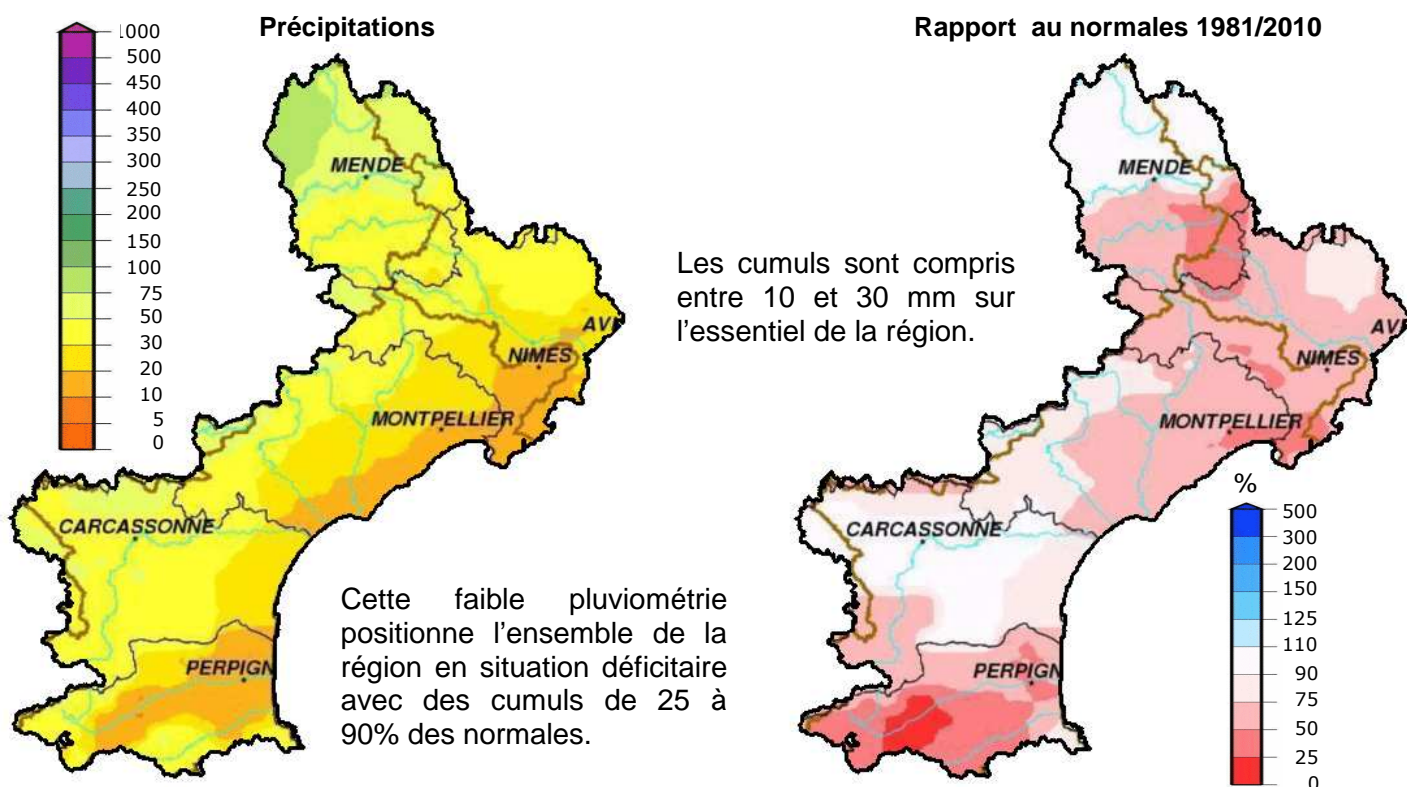 Précipitations
1000
500
450
400
350
300
250
200
150
100
75
50
30
20
10
5
0
MENDE
NIMES
MONTPELLIER
CARCASSONNE
PERPIGN
AVI
Les cumuls sont compris
entre 10 et 30 mm sur
l’essentiel de la région.
Cette faible pluviométrie
positionne l’ensemble de la
région en situation déficitaire
avec des cumuls de 25 à
90% des normales.
Rapport au normales 1981/2010
MENDE
AVI
NIMES
MONTPELLIER
CARCASSONNE
PERPIGN
%
500
300
200
150
125
110
90
75
50
25
0